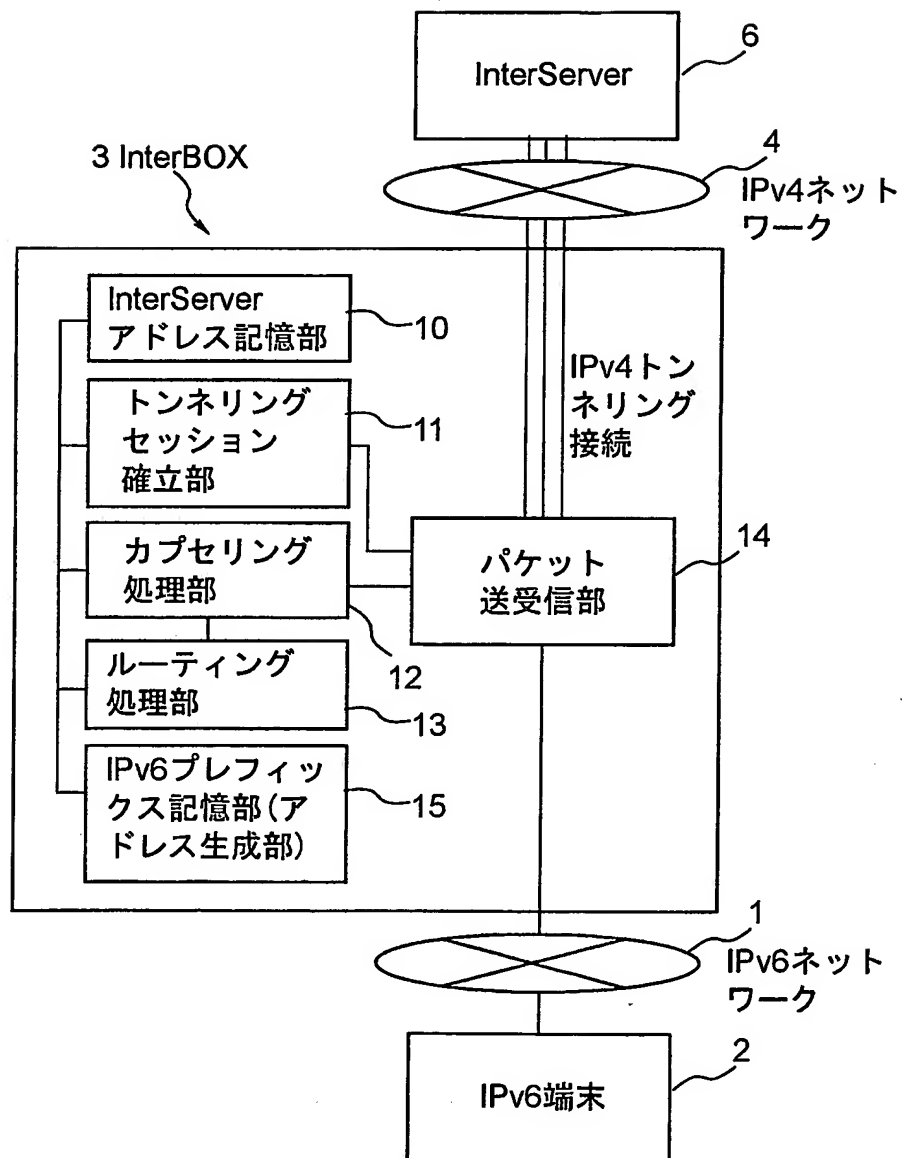 6
InterServer
4
IPv4ネット
ワーク
3 InterBOX
InterServer
アドレス記憶部
10
IPv4トン
ネリング
接続
トンネリング
セッション
確立部
11
カプセリング
処理部
12
パケット
送受信部
14
ルーティング
処理部
13
IPv6プレフィッ
クス記憶部(ア
ドレス生成部)
15
1
IPv6ネット
ワーク
2
IPv6端末